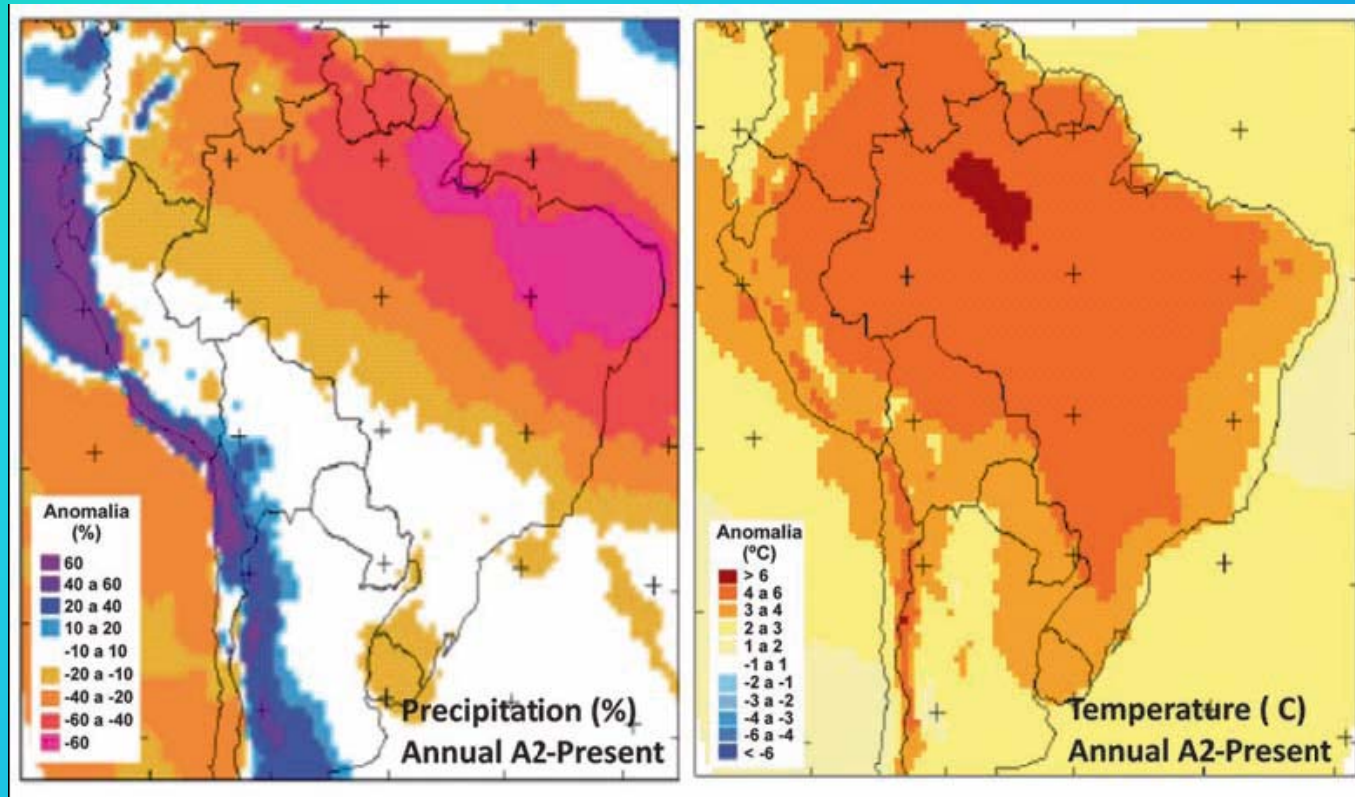 Anomalia
(%)
60
40 a 60
20 a 40
10 a 20
-10 a 10
-20 a -10
-40 a -20
-60 a -40
-60
Precipitation (%)
Annual A2-Present
Anomalia
(ºC)
> 6
4 a 6
3 a 4
2 a 3
1 a 2
-1 a 1
-2 a -1
-3 a -2
-4 a -3
-6 a -4
< -6
Temperature ( C)
Annual A2-Present